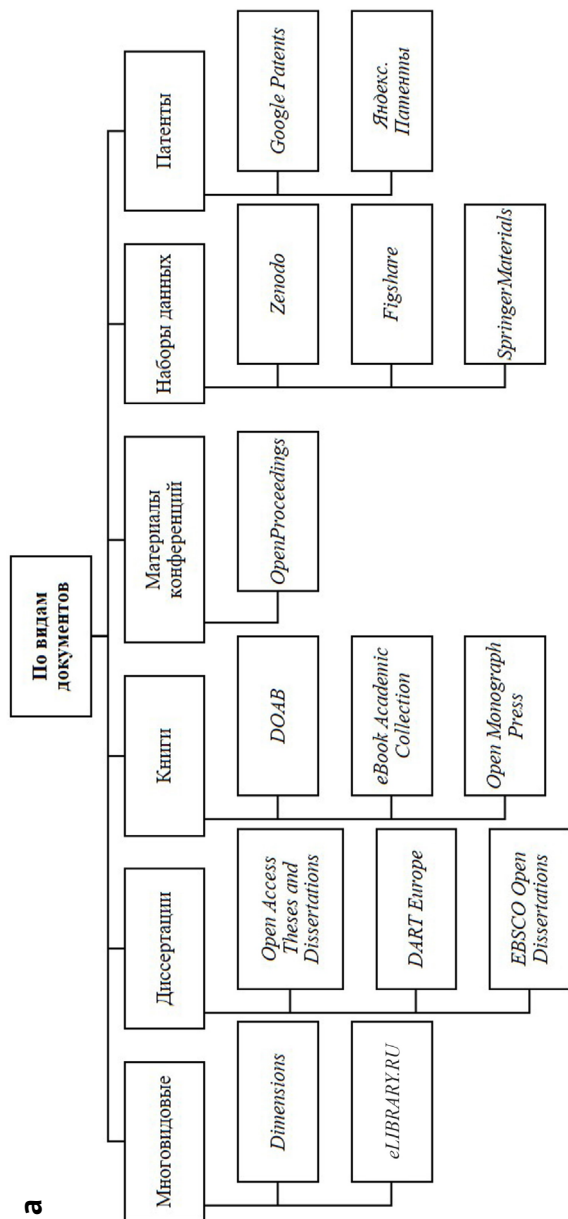 а
По видам
документов
Многовидовые
Dimensions
eLIBRARY.RU
Диссертации
Open Access
Theses and
Dissertations
DART Europe
EBSCO Open
Dissertations
Книги
DOAB
eBook Academic
Collection
Open Monograph
Press
Материалы
конференций
OpenProceedings
Наборы данных
Zenodo
Figshare
SpringerMaterials
Патенты
Google Patents
Яндекс.
Патенты